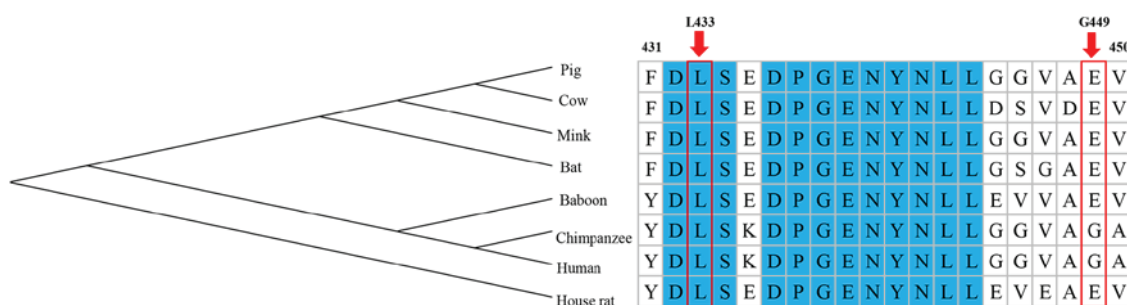 L433 G449
431 450
Pig F D L S E D P G E N Y N L L G G V A E V
Cow F D L S E D P G E N Y N L L D S V D E V
Mink F D L S E D P G E N Y N L L G G V A E V
Bat F D L S E D P G E N Y N L L G S G A E V
Baboon Y D L S E D P G E N Y N L L E V V A E V
Chimpanzee Y D L S K D P G E N Y N L L G G V A G A
Human Y D L S K D P G E N Y N L L G G V A G A
House rat Y D L S E D P G E N Y N L L E V E A E V